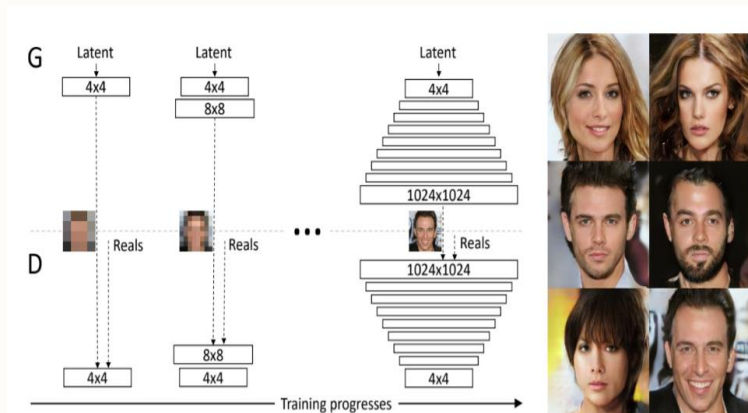 G
Latent
Latent
Latent
4x4
4x4
4x4
8x8
1024x1024
Reals
Reals
Reals
D
1024x1024
8x8
4x4
4x4
4x4
Training progresses